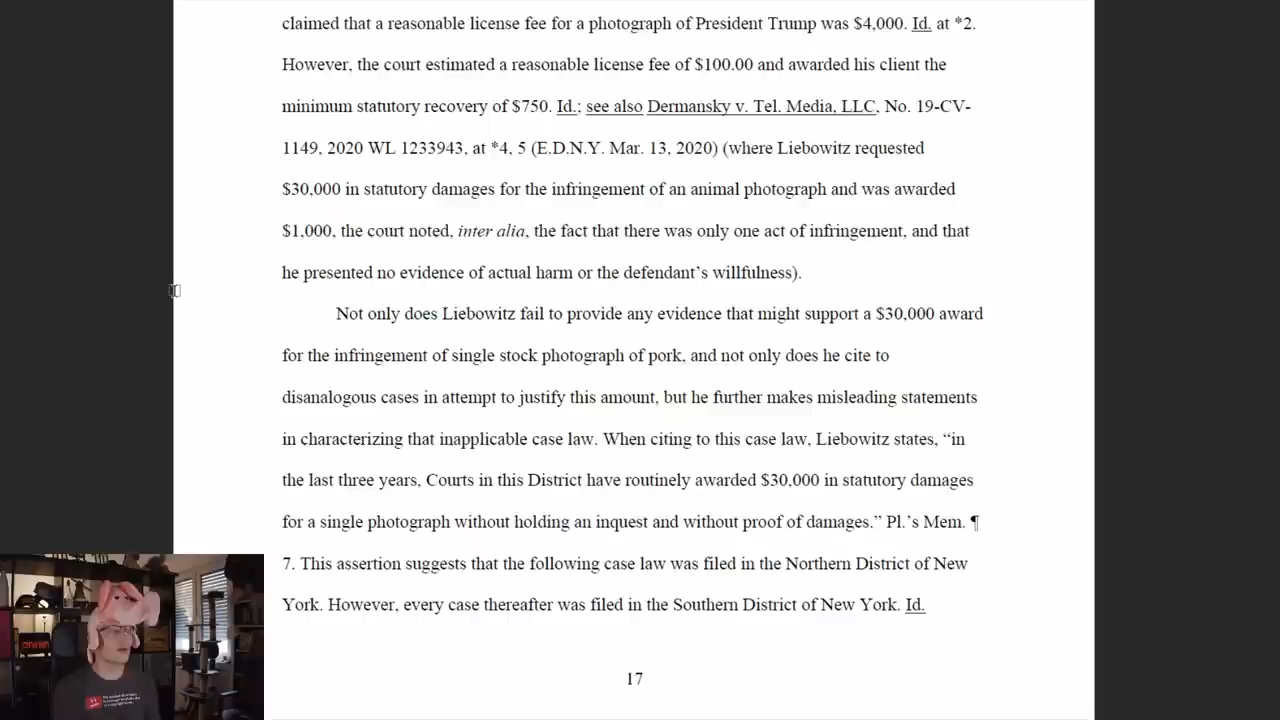 claimed that a reasonable license fee for a photograph of President Trump was $4,000. Id. at *2.
However, the court estimated a reasonable license fee of $100.00 and awarded his client the
minimum statutory recovery of $750. Id.; see also Dermansky v. Tel. Media, LLC, No. 19-CV-
1149, 2020 WL 1233943, at *4, 5 (E.D.N.Y. Mar. 13, 2020) (where Liebowitz requested
$30,000 in statutory damages for the infringement of an animal photograph and was awarded
$1,000, the court noted, inter alia, the fact that there was only one act of infringement, and that
he presented no evidence of actual harm or the defendant’s willfulness).
Not only does Liebowitz fail to provide any evidence that might support a $30,000 award
for the infringement of single stock photograph of pork, and not only does he cite to
disanalogous cases in attempt to justify this amount, but he further makes misleading statements
in characterizing that inapplicable case law. When citing to this case law, Liebowitz states, “in
the last three years, Courts in this District have routinely awarded $30,000 in statutory damages
for a single photograph without holding an inquest and without proof of damages.” Pl.’s Mem. ¶
7. This assertion suggests that the following case law was filed in the Northern District of New
York. However, every case thereafter was filed in the Southern District of New York. Id.
17